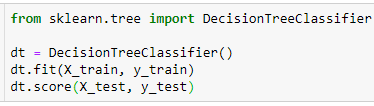 from sklearn.tree import DecisionTreeClassifier
dt = DecisionTreeClassifier()
dt.fit(X_train, y_train)
dt.score(X_test, y_test)